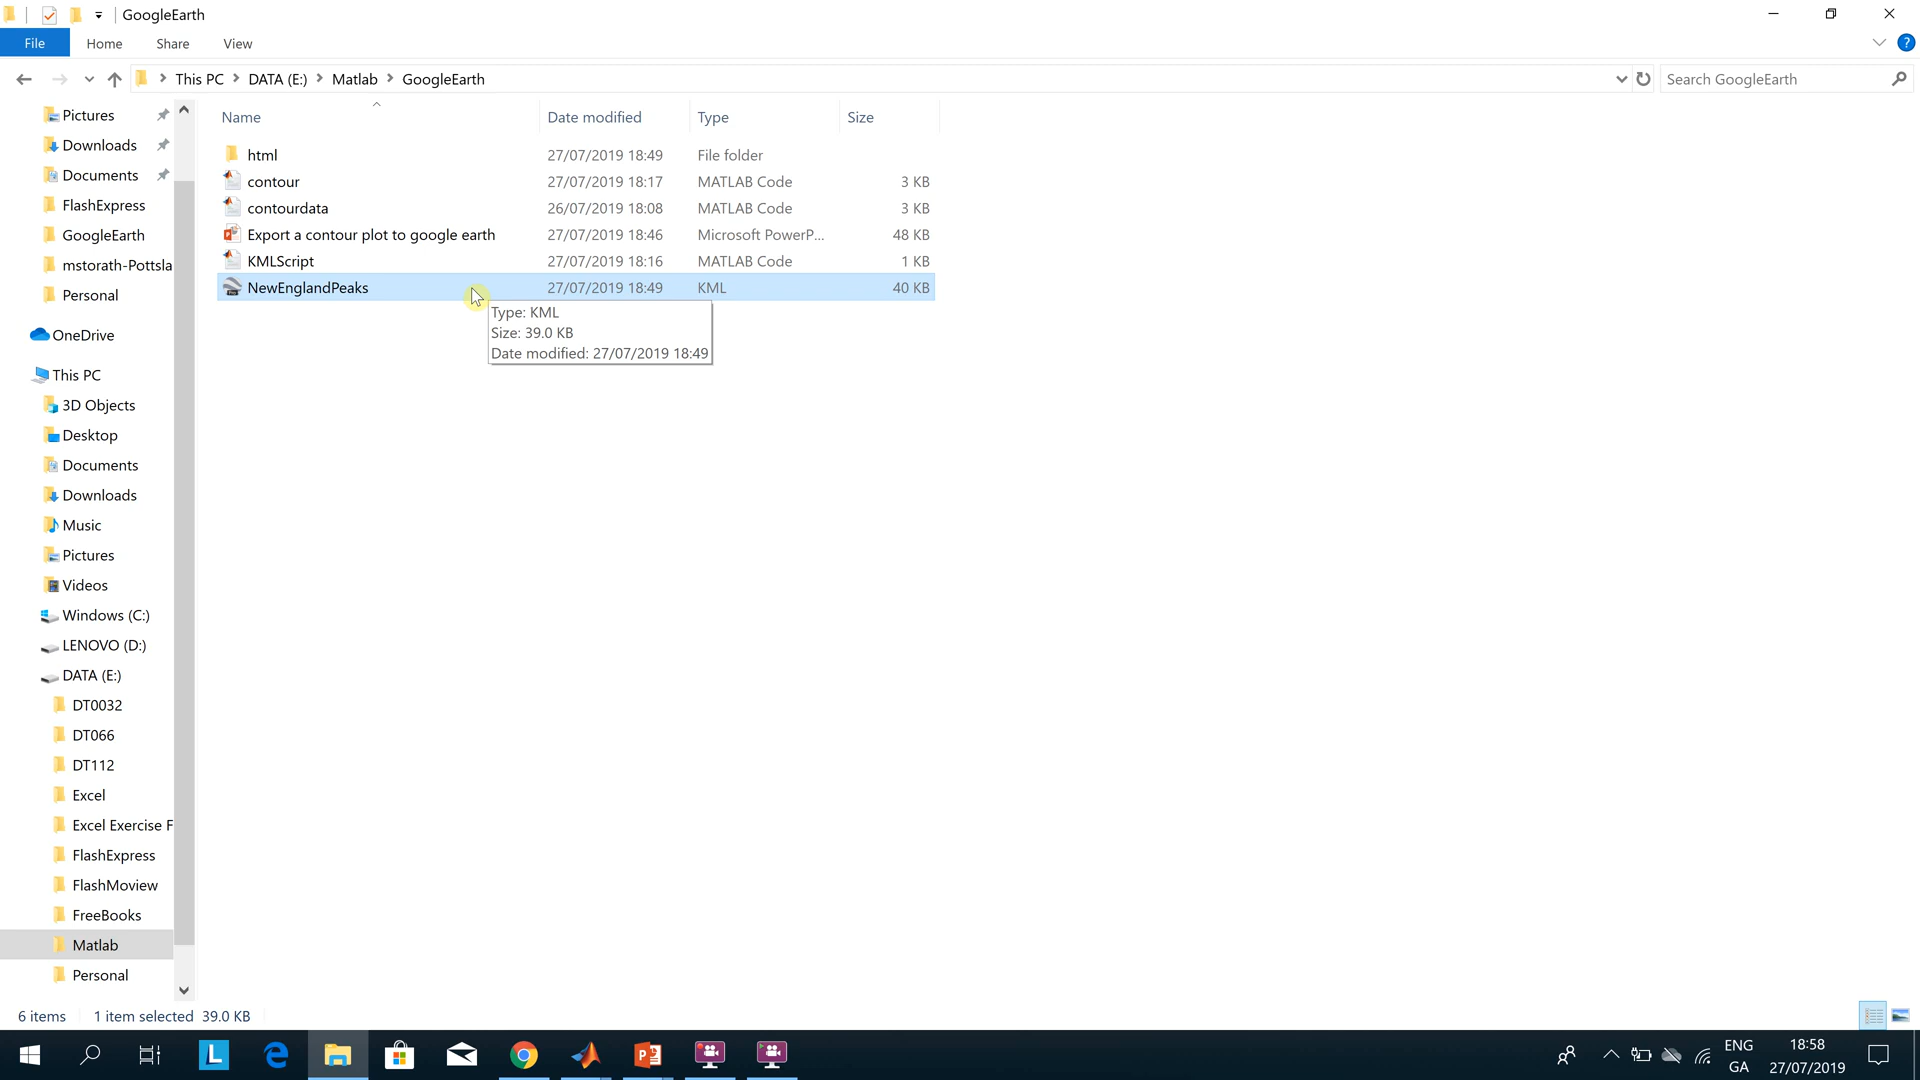 GoogleEarth
File Home Share View
This PC DATA (E:) Matlab GoogleEarth
Search GoogleEarth
Name Date modified Type Size
html 27/07/2019 18:49 File folder
contour 27/07/2019 18:17 MATLAB Code 3 KB
contourdata 26/07/2019 18:08 MATLAB Code 3 KB
Export a contour plot to google earth 27/07/2019 18:46 Microsoft PowerP... 48 KB
KMLScript 27/07/2019 18:16 MATLAB Code 1 KB
NewEnglandPeaks 27/07/2019 18:49 KML 40 KB
Type: KML
Size: 39.0 KB
Date modified: 27/07/2019 18:49
Pictures
Downloads
Documents
FlashExpress
GoogleEarth
mstorath-Pottsla
Personal
OneDrive
This PC
3D Objects
Desktop
Documents
Downloads
Music
Pictures
Videos
Windows (C:)
LENOVO (D:)
DATA (E:)
DT0032
DT066
DT112
Excel
Excel Exercise F
FlashExpress
FlashMoview
FreeBooks
Matlab
Personal
6 items 1 item selected 39.0 KB
ENG
GA
18:58
27/07/2019